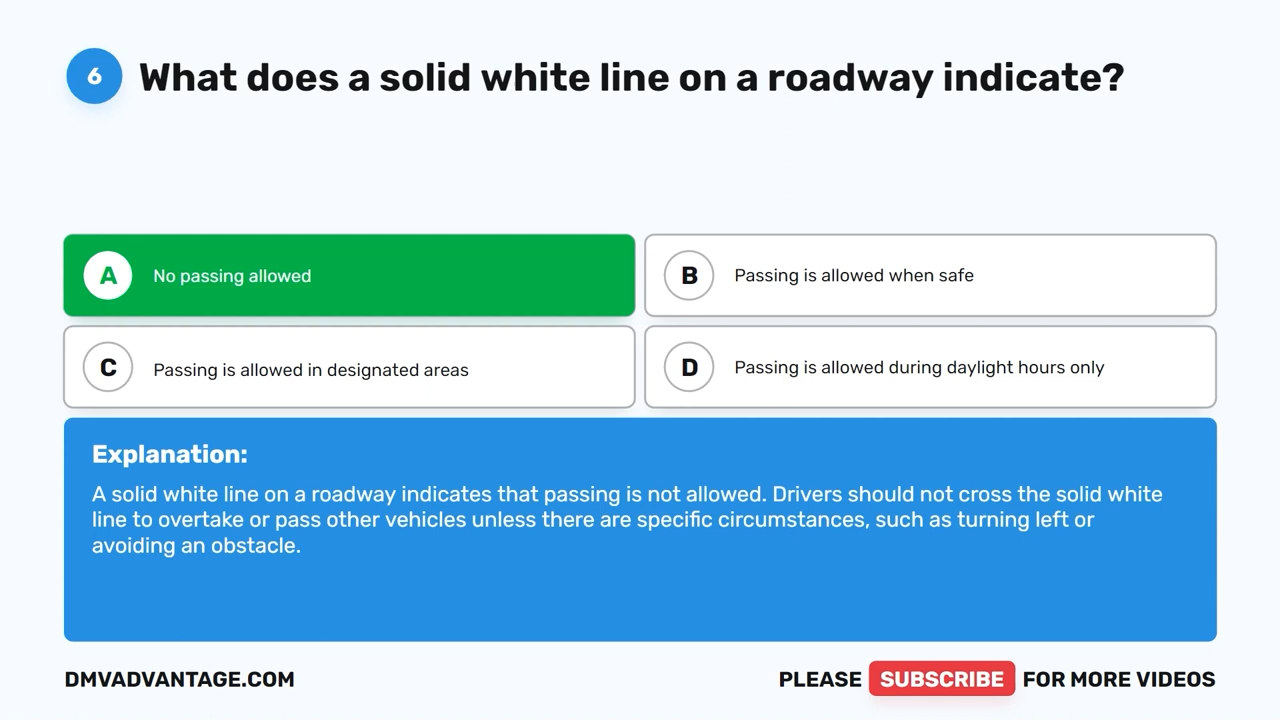 6 What does a solid white line on a roadway indicate?
A No passing allowed
B Passing is allowed when safe
C Passing is allowed in designated areas
D Passing is allowed during daylight hours only
Explanation:
A solid white line on a roadway indicates that passing is not allowed. Drivers should not cross the solid white
line to overtake or pass other vehicles unless there are specific circumstances, such as turning left or
avoiding an obstacle.
DMVADVANTAGE.COM
PLEASE SUBSCRIBE FOR MORE VIDEOS